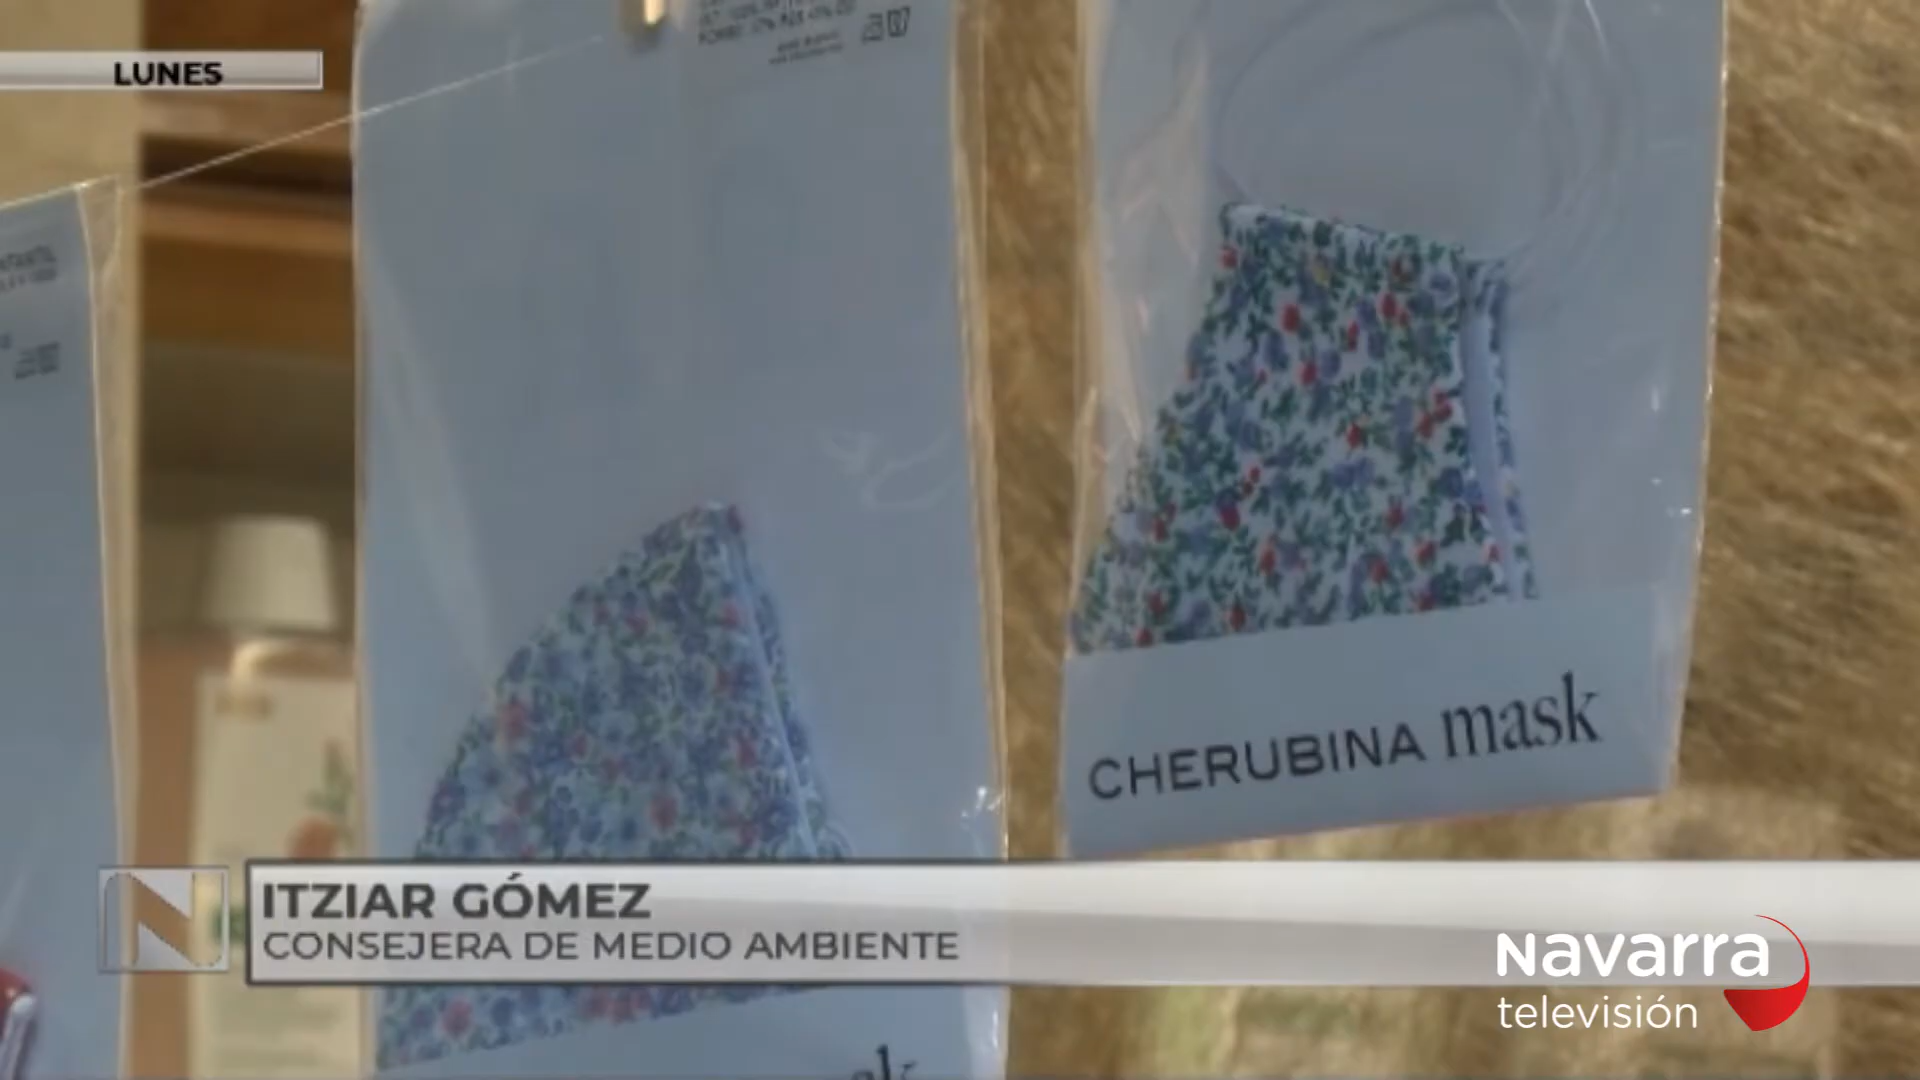 LUNES
CHERUBINA mask
ITZIAR GÓMEZ
CONSEJERA DE MEDIO AMBIENTE
Navarra
televisión